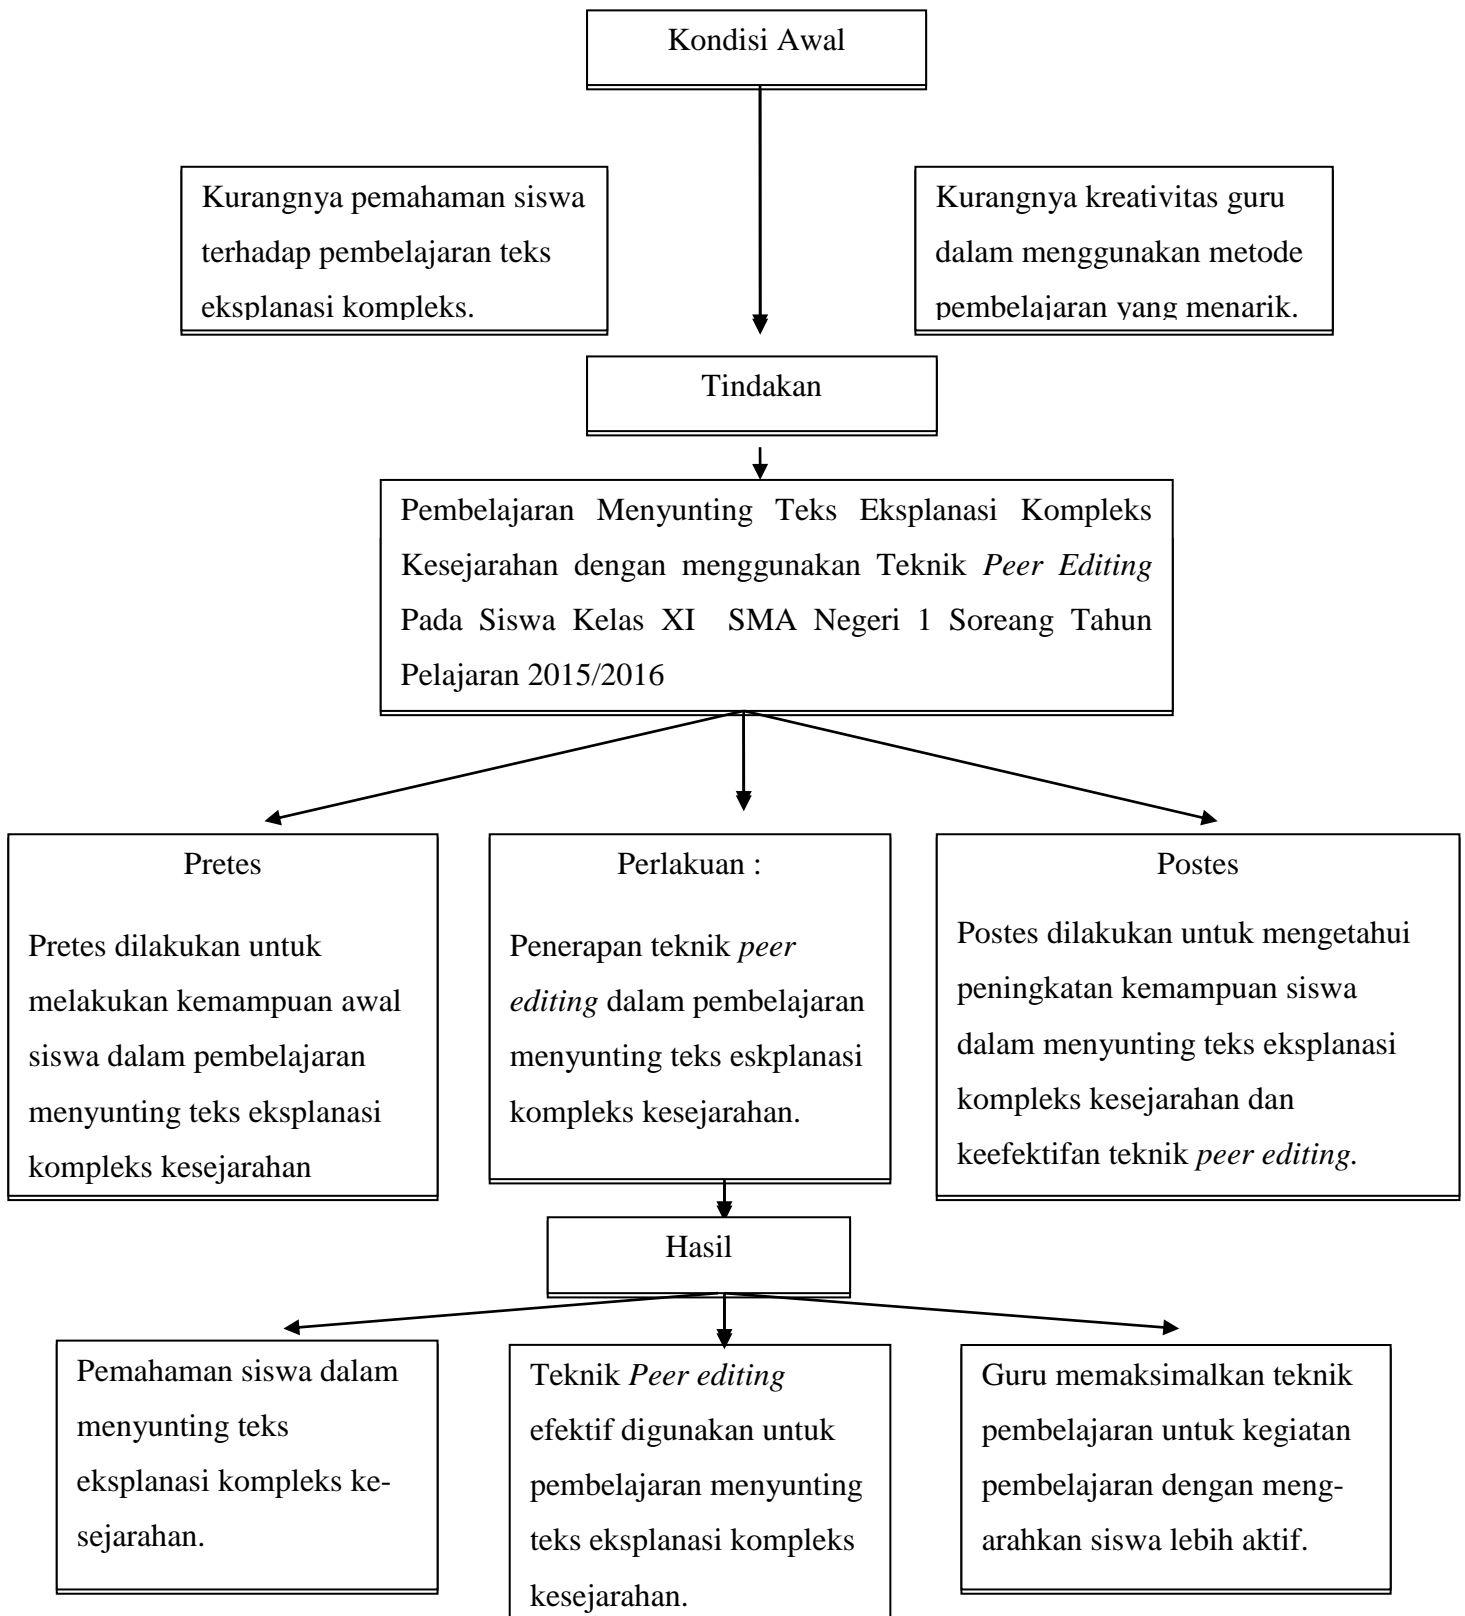 Kondisi Awal
Kurangnya pemahaman siswa
terhadap pembelajaran teks
eksplanasi kompleks.
Kurangnya kreativitas guru
dalam menggunakan metode
pembelajaran yang menarik.
Tindakan
Pembelajaran Menyunting Teks Eksplanasi Kompleks
Kesejarahan dengan menggunakan Teknik Peer Editing
Pada Siswa Kelas XI SMA Negeri 1 Soreang Tahun
Pelajaran 2015/2016
Pretes
Pretes dilakukan untuk
melakukan kemampuan awal
siswa dalam pembelajaran
menyunting teks eksplanasi
kompleks kesejarahan
Perlakuan :
Penerapan teknik peer
editing dalam pembelajaran
menyunting teks eskplanasi
kompleks kesejarahan.
Postes
Postes dilakukan untuk mengetahui
peningkatan kemampuan siswa
dalam menyunting teks eksplanasi
kompleks kesejarahan dan
keefektifan teknik peer editing.
Hasil
Pemahaman siswa dalam
menyunting teks
eksplanasi kompleks ke-
sejarahan.
Teknik Peer editing
efektif digunakan untuk
pembelajaran menyunting
teks eksplanasi kompleks
kesejarahan.
Guru memaksimalkan teknik
pembelajaran untuk kegiatan
pembelajaran dengan meng-
arahkan siswa lebih aktif.